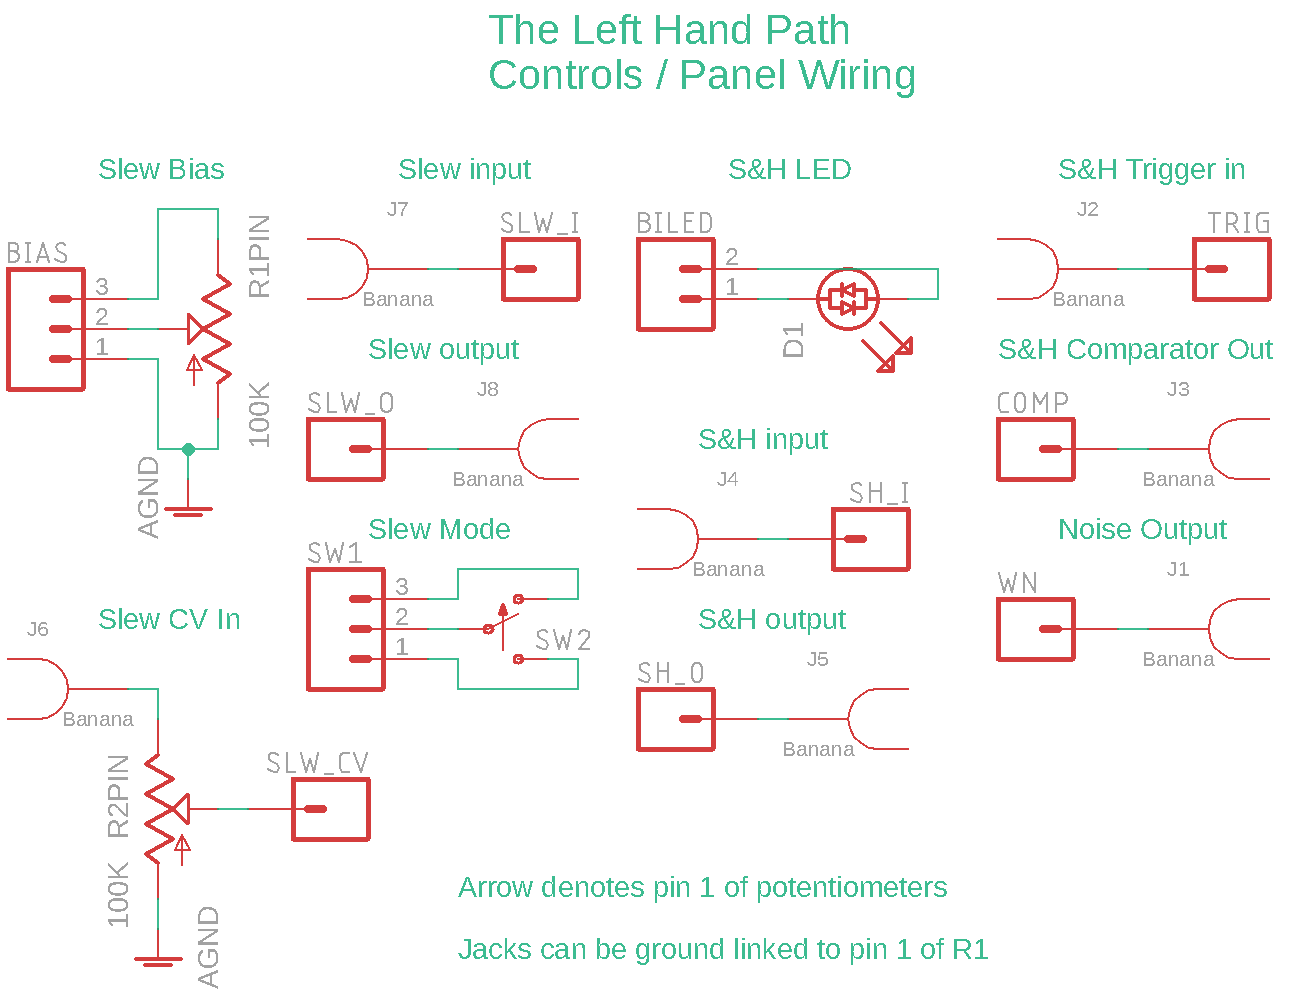 The Left Hand Path
Controls / Panel Wiring
Slew Bias
BIAS
3
2
1
R1PIN
100K
AGND
Slew input
J7
Banana
SLW_I
S&H LED
BILED
2
1
D1
S&H Trigger in
J2
Banana
TRIG
Slew output
J8
SLW_O
Banana
S&H Comparator Out
J3
COMP
Banana
S&H input
J4
Banana
SH_I
Slew Mode
SW1
3
2
1
SW2
Noise Output
J1
WN
Banana
Slew CV In
J6
Banana
R2PIN
100K
AGND
SLW_CV
S&H output
J5
SH_O
Banana
Arrow denotes pin 1 of potentiometers
Jacks can be ground linked to pin 1 of R1